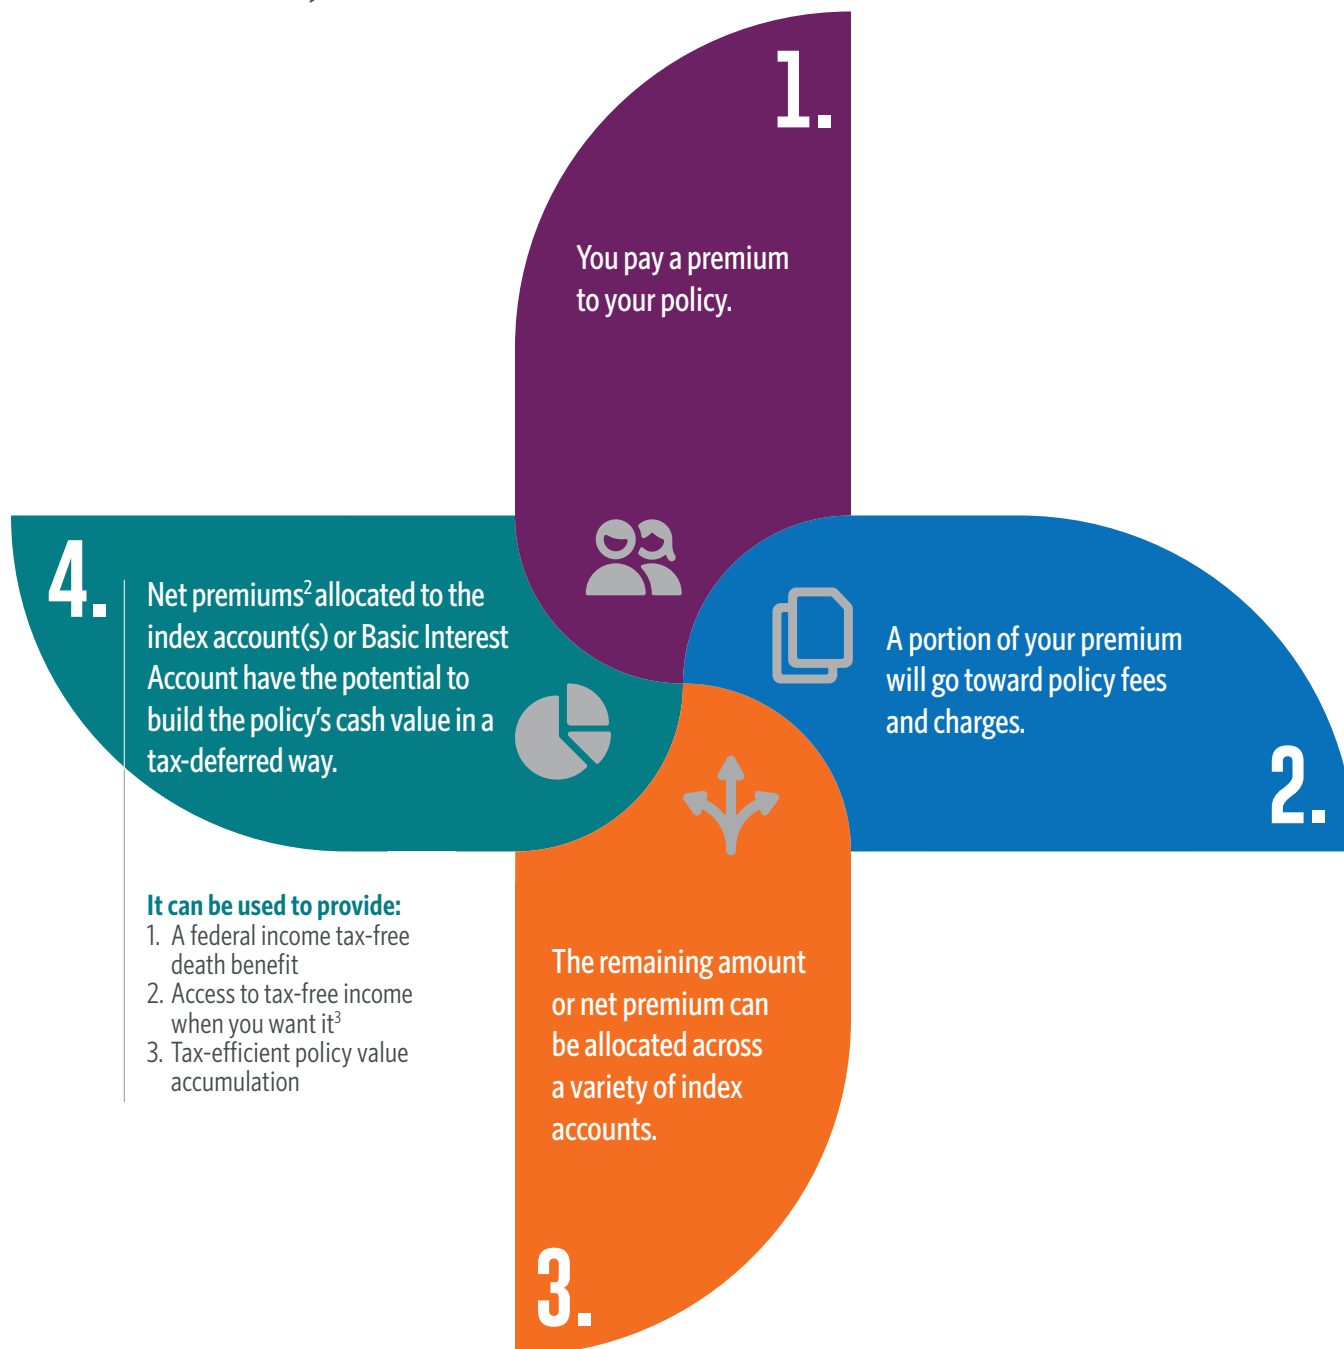 1.
You pay a premium
to your policy.
A portion of your premium
will go toward policy fees
and charges.
2.
The remaining amount
or net premium can
be allocated across
a variety of index
accounts.
3.
4.
Net premiums² allocated to the
index account(s) or Basic Interest
Account have the potential to
build the policy’s cash value in a
tax-deferred way.
It can be used to provide:
1. A federal income tax-free
death benefit
2. Access to tax-free income
when you want it³
3. Tax-efficient policy value
accumulation